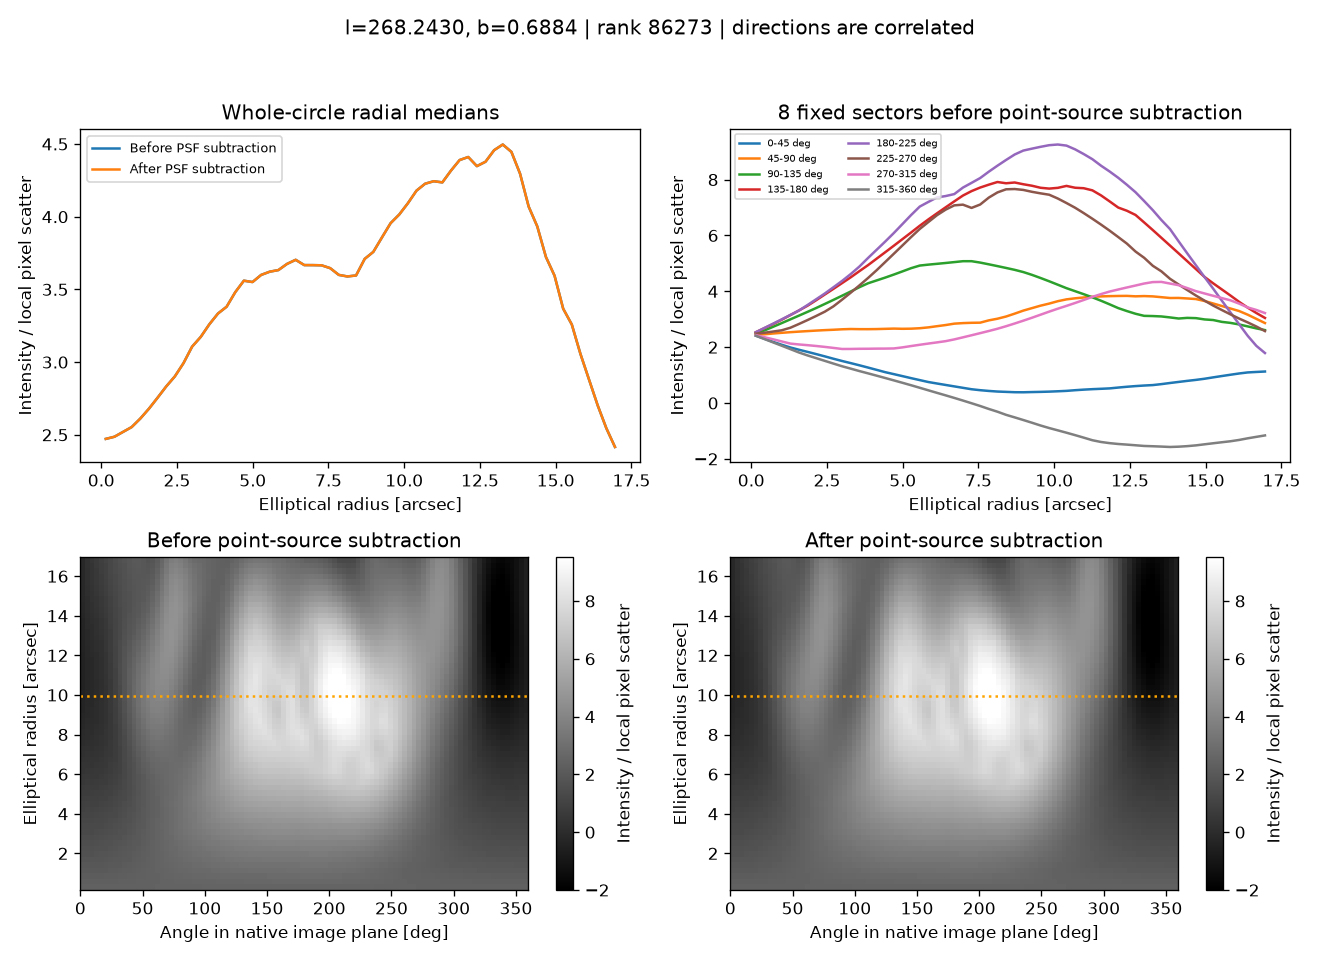 l=268.2430, b=0.6884 | rank 86273 | directions are correlated
Whole-circle radial medians
Before PSF subtraction
After PSF subtraction
4.5
4.0
3.5
3.0
2.5
Intensity / local pixel scatter
0.0 2.5 5.0 7.5 10.0 12.5 15.0 17.5
Elliptical radius [arcsec]
8 fixed sectors before point-source subtraction
0-45 deg
45-90 deg
90-135 deg
135-180 deg
180-225 deg
225-270 deg
270-315 deg
315-360 deg
8
6
4
2
0
−2
Intensity / local pixel scatter
0.0 2.5 5.0 7.5 10.0 12.5 15.0 17.5
Elliptical radius [arcsec]
Before point-source subtraction
16
14
12
10
8
6
4
2
Elliptical radius [arcsec]
0 50 100 150 200 250 300 350
Angle in native image plane [deg]
8
6
4
2
0
−2
Intensity / local pixel scatter
After point-source subtraction
16
14
12
10
8
6
4
2
Elliptical radius [arcsec]
0 50 100 150 200 250 300 350
Angle in native image plane [deg]
8
6
4
2
0
−2
Intensity / local pixel scatter